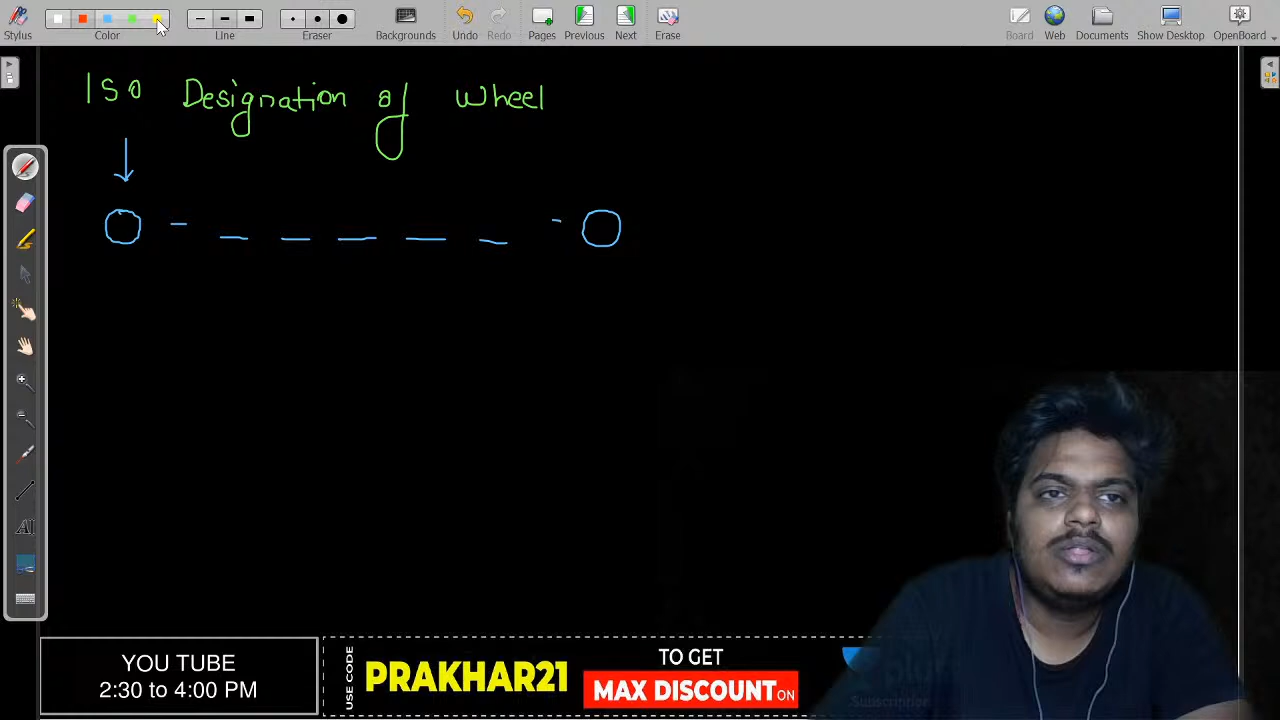 Stylus
Color
Line
Eraser
Backgrounds
Undo
Redo
Pages
Previous
Next
Erase
Board
Web
Documents
Show Desktop
OpenBoard
ISO Designation of Wheel
YOU TUBE
2:30 to 4:00 PM
USE CODE
PRAKHAR21
TO GET
MAX DISCOUNT ON
Subscription